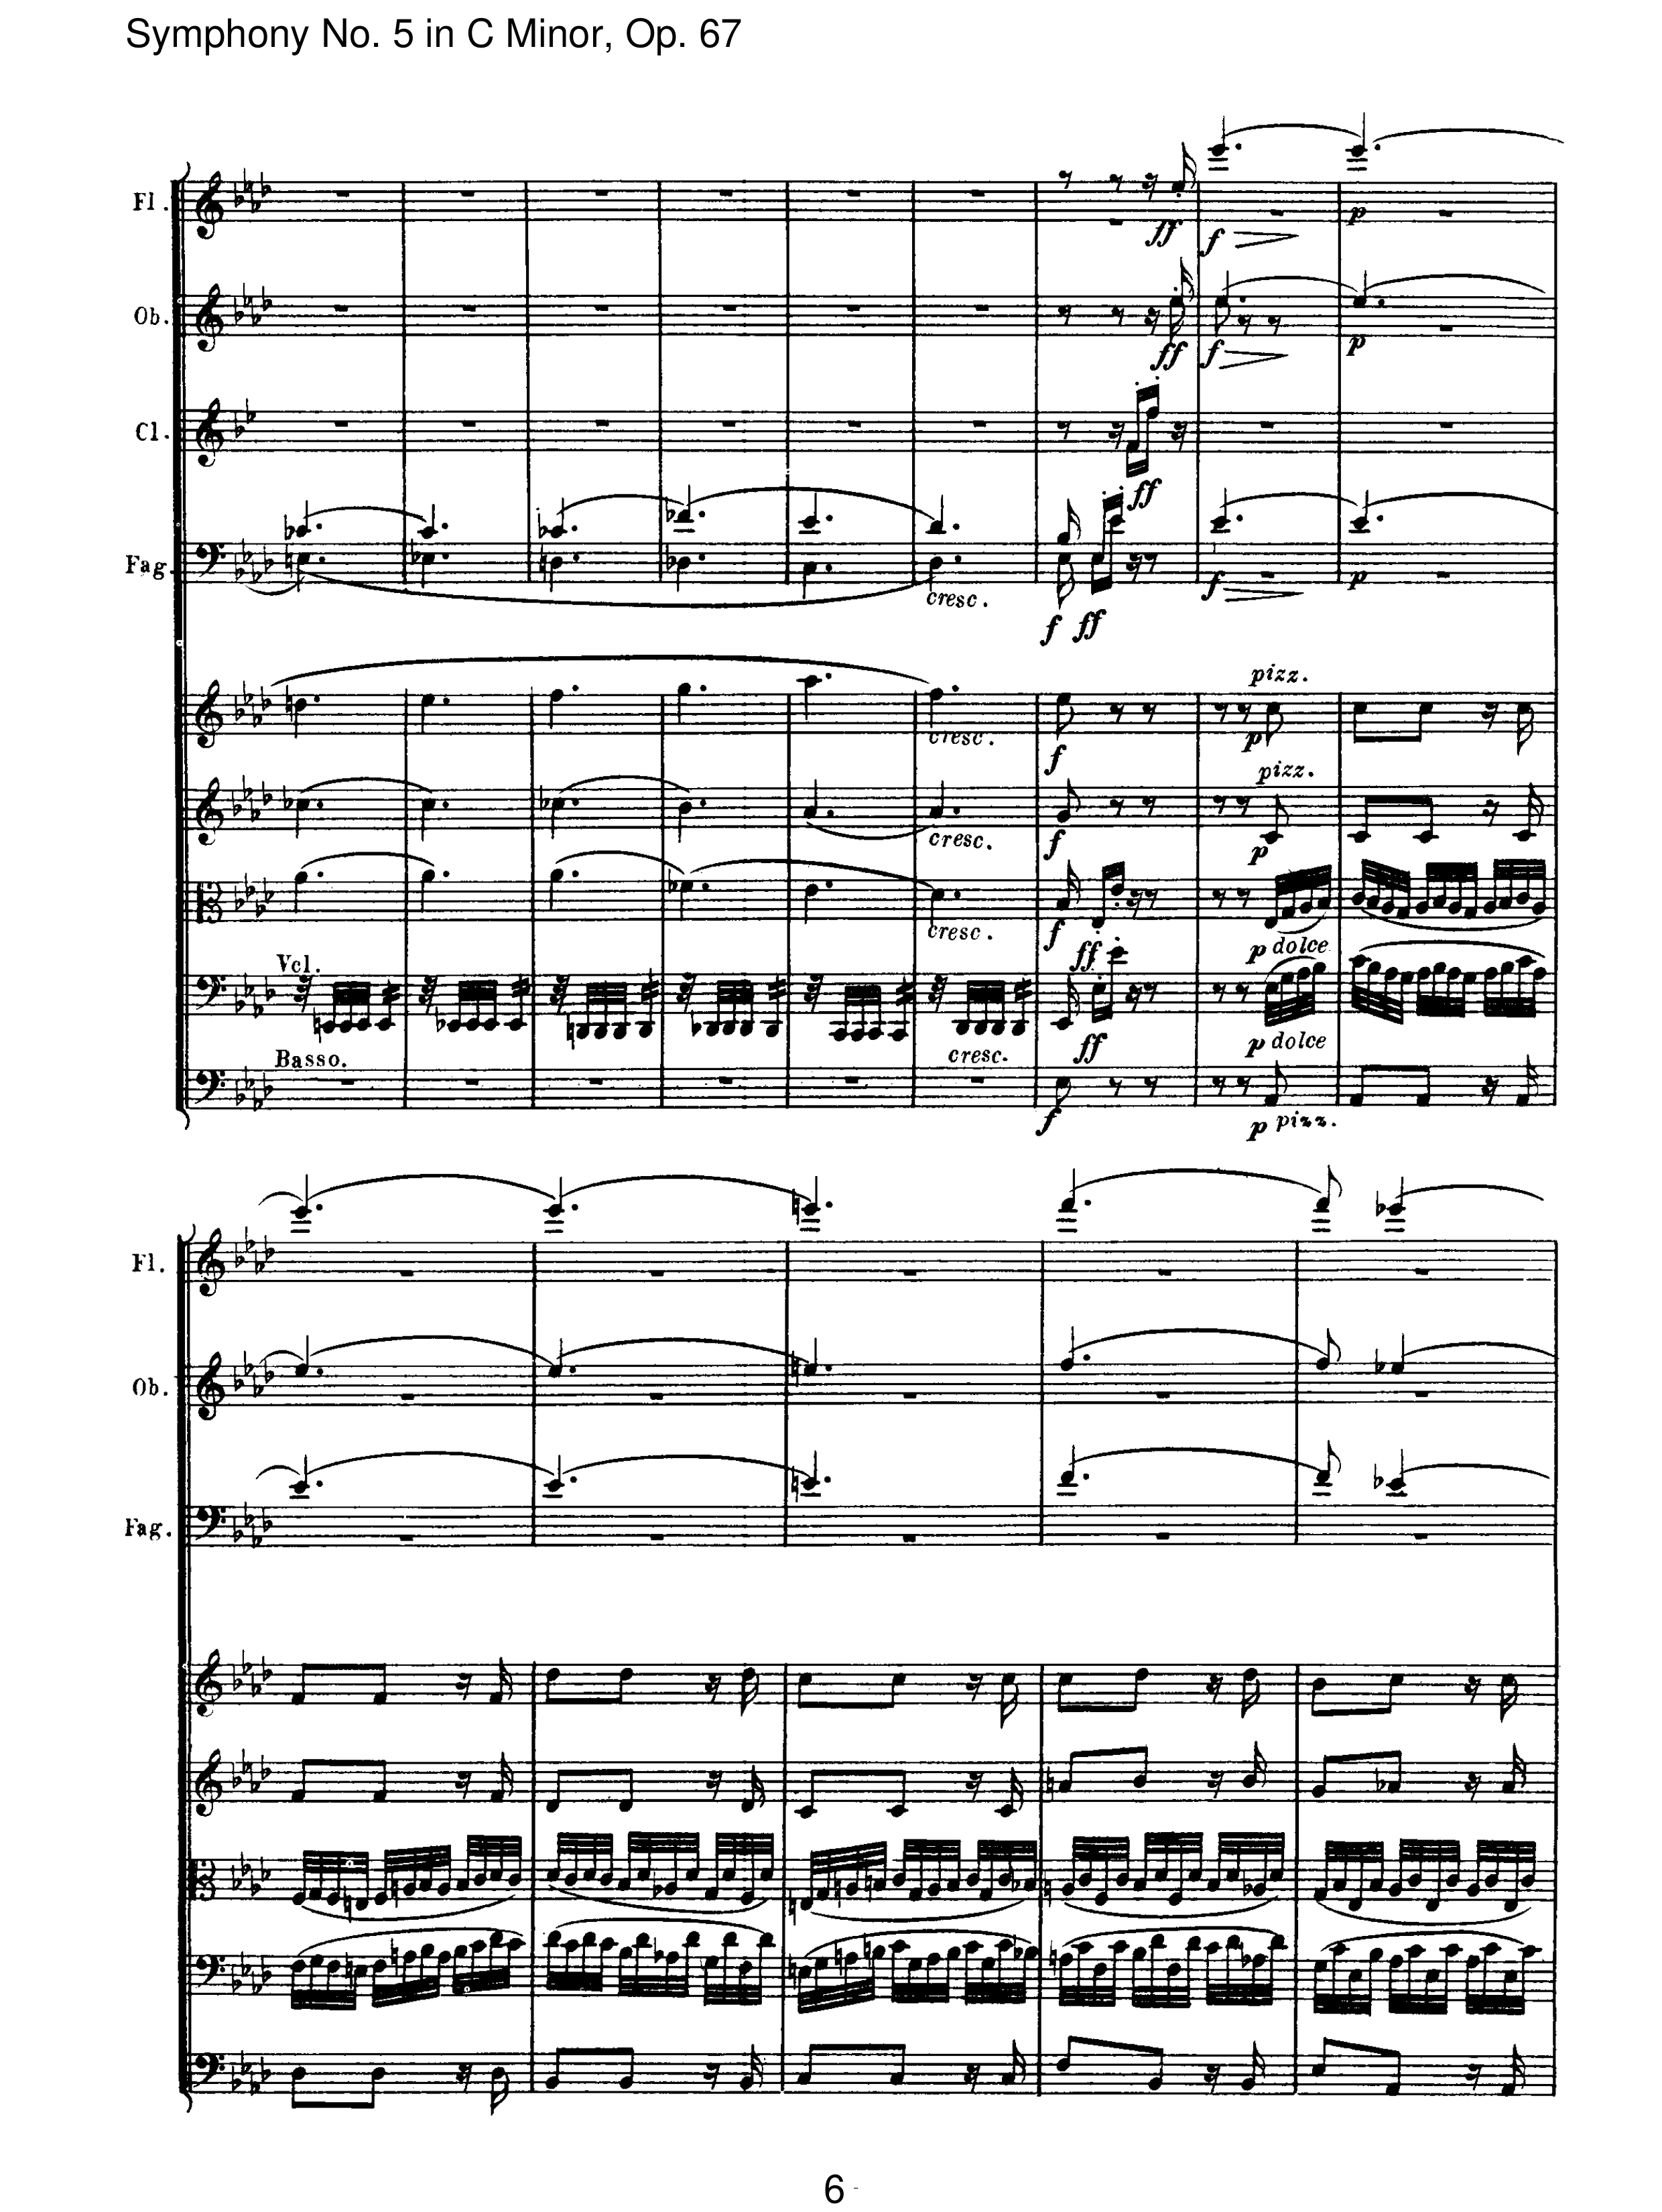 Symphony No. 5 in C Minor, Op. 67
Fl.
ff f p
Ob.
ff f p
Cl.
ff
Fag.
cresc.
f ff f p
pizz.
cresc.
f p
pizz.
cresc.
f p
cresc.
f ff p dolce
Vcl.
cresc.
ff p dolce
Basso.
f p pizz.
Fl.
Ob.
Fag.
6